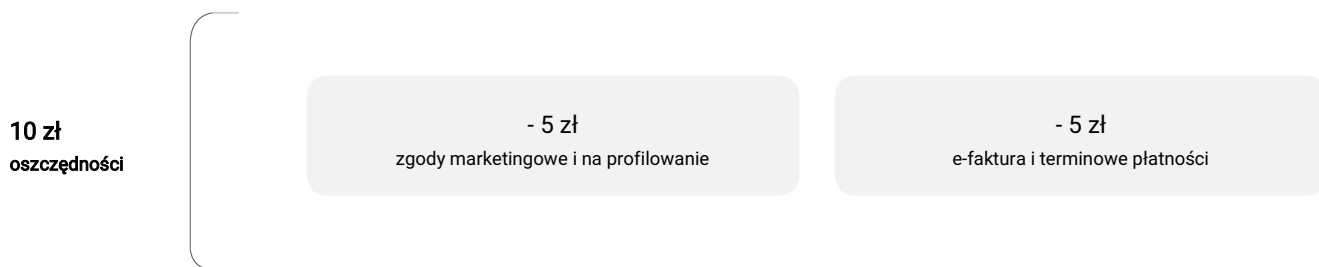 10 zł
oszczędności
- 5 zł
zgody marketingowe i na profilowanie
- 5 zł
e-faktura i terminowe płatności